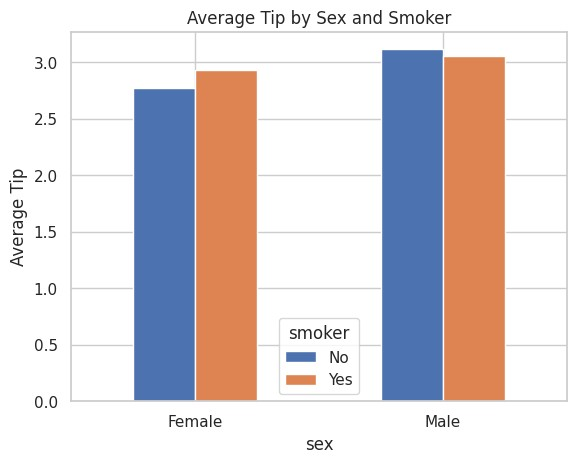 Average Tip by Sex and Smoker
Average Tip
3.0
2.5
2.0
1.5
1.0
0.5
0.0
smoker
No
Yes
Female Male
sex